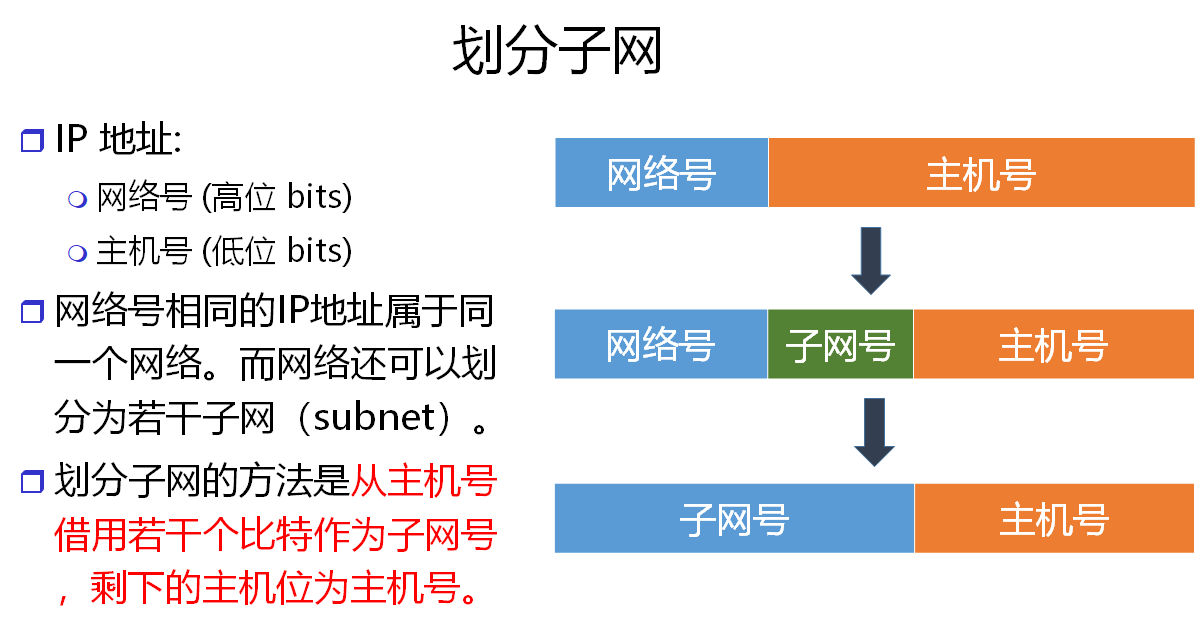 划分子网
IP 地址:
网络号 (高位 bits)
主机号 (低位 bits)
网络号相同的IP地址属于同
一个网络。而网络还可以划
分为若干子网（subnet）。
划分子网的方法是从主机号
借用若干个比特作为子网号
，剩下的主机位为主机号。
网络号 主机号
网络号 子网号 主机号
子网号 主机号